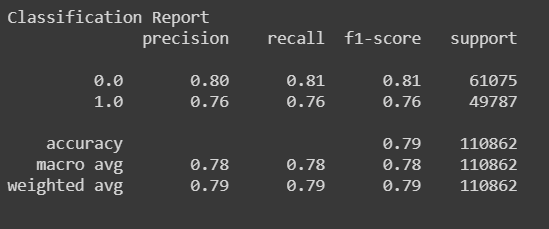 Classification Report
precision recall f1-score support
0.0 0.80 0.81 0.81 61075
1.0 0.76 0.76 0.76 49787
accuracy 0.79 110862
macro avg 0.78 0.78 0.78 110862
weighted avg 0.79 0.79 0.79 110862